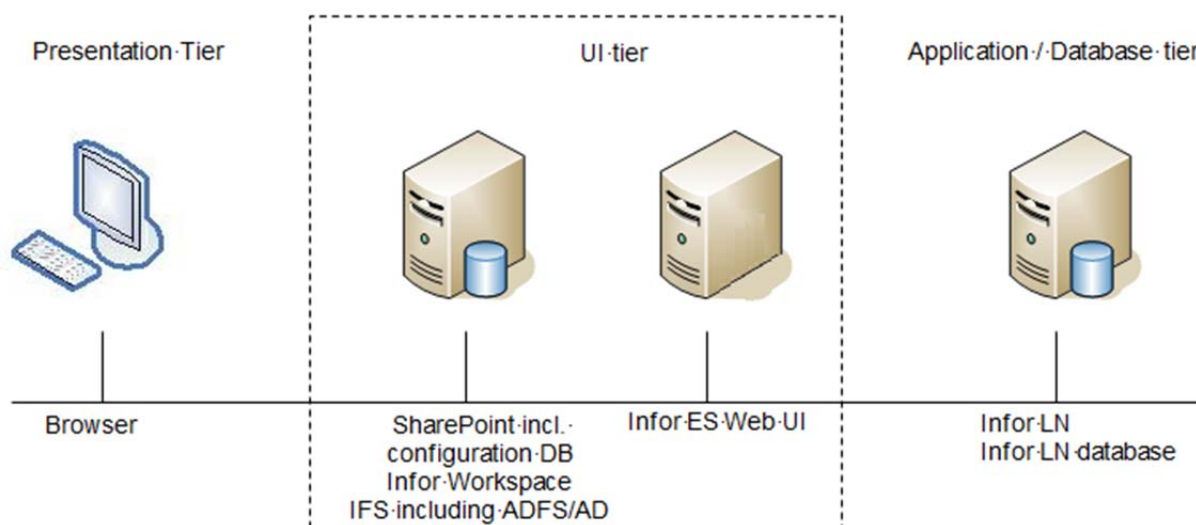 Presentation·Tier
UI·tier
Application·/·Database·tier
Browser
SharePoint·incl.·
configuration·DB
Infor·Workspace
IFS·including·ADFS/AD
Infor·ES·Web·UI
Infor·LN
Infor·LN·database